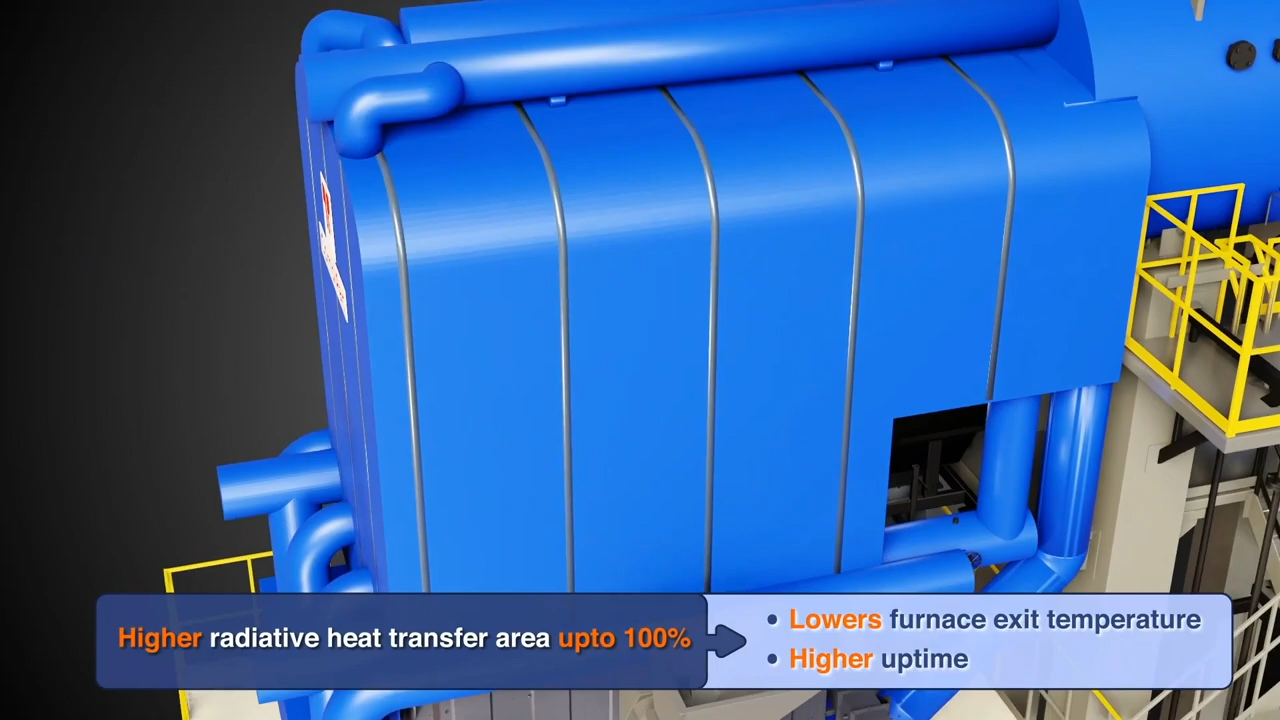 Higher radiative heat transfer area upto 100%
• Lowers furnace exit temperature
• Higher uptime